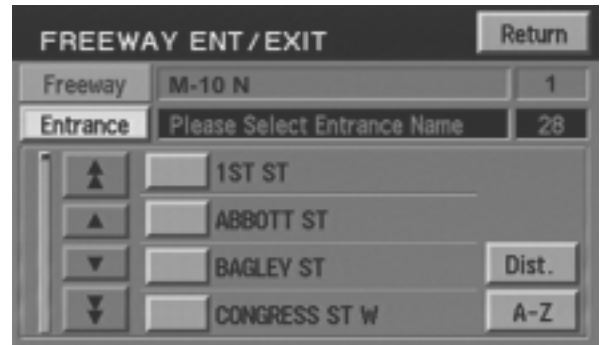 FREEWAY ENT/EXIT Return
Freeway M-10 N 1
Entrance Please Select Entrance Name 28
1ST ST
ABBOTT ST
BAGLEY ST Dist.
CONGRESS ST W A-Z